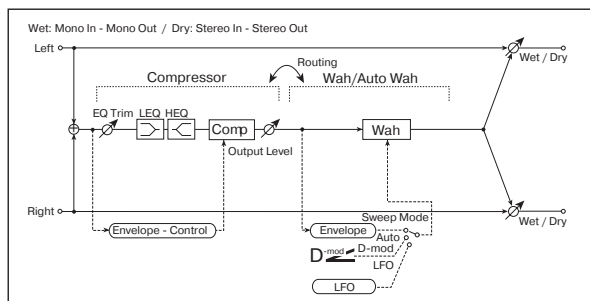 Wet: Mono In - Mono Out / Dry: Stereo In - Stereo Out
Left
Wet / Dry
Routing
Compressor
Wah/Auto Wah
EQ Trim
LEQ
HEQ
Comp
Wah
Output Level
Right
Wet / Dry
Sweep Mode
Envelope - Control
Envelope
Auto
D-mod
D-mod
LFO
LFO